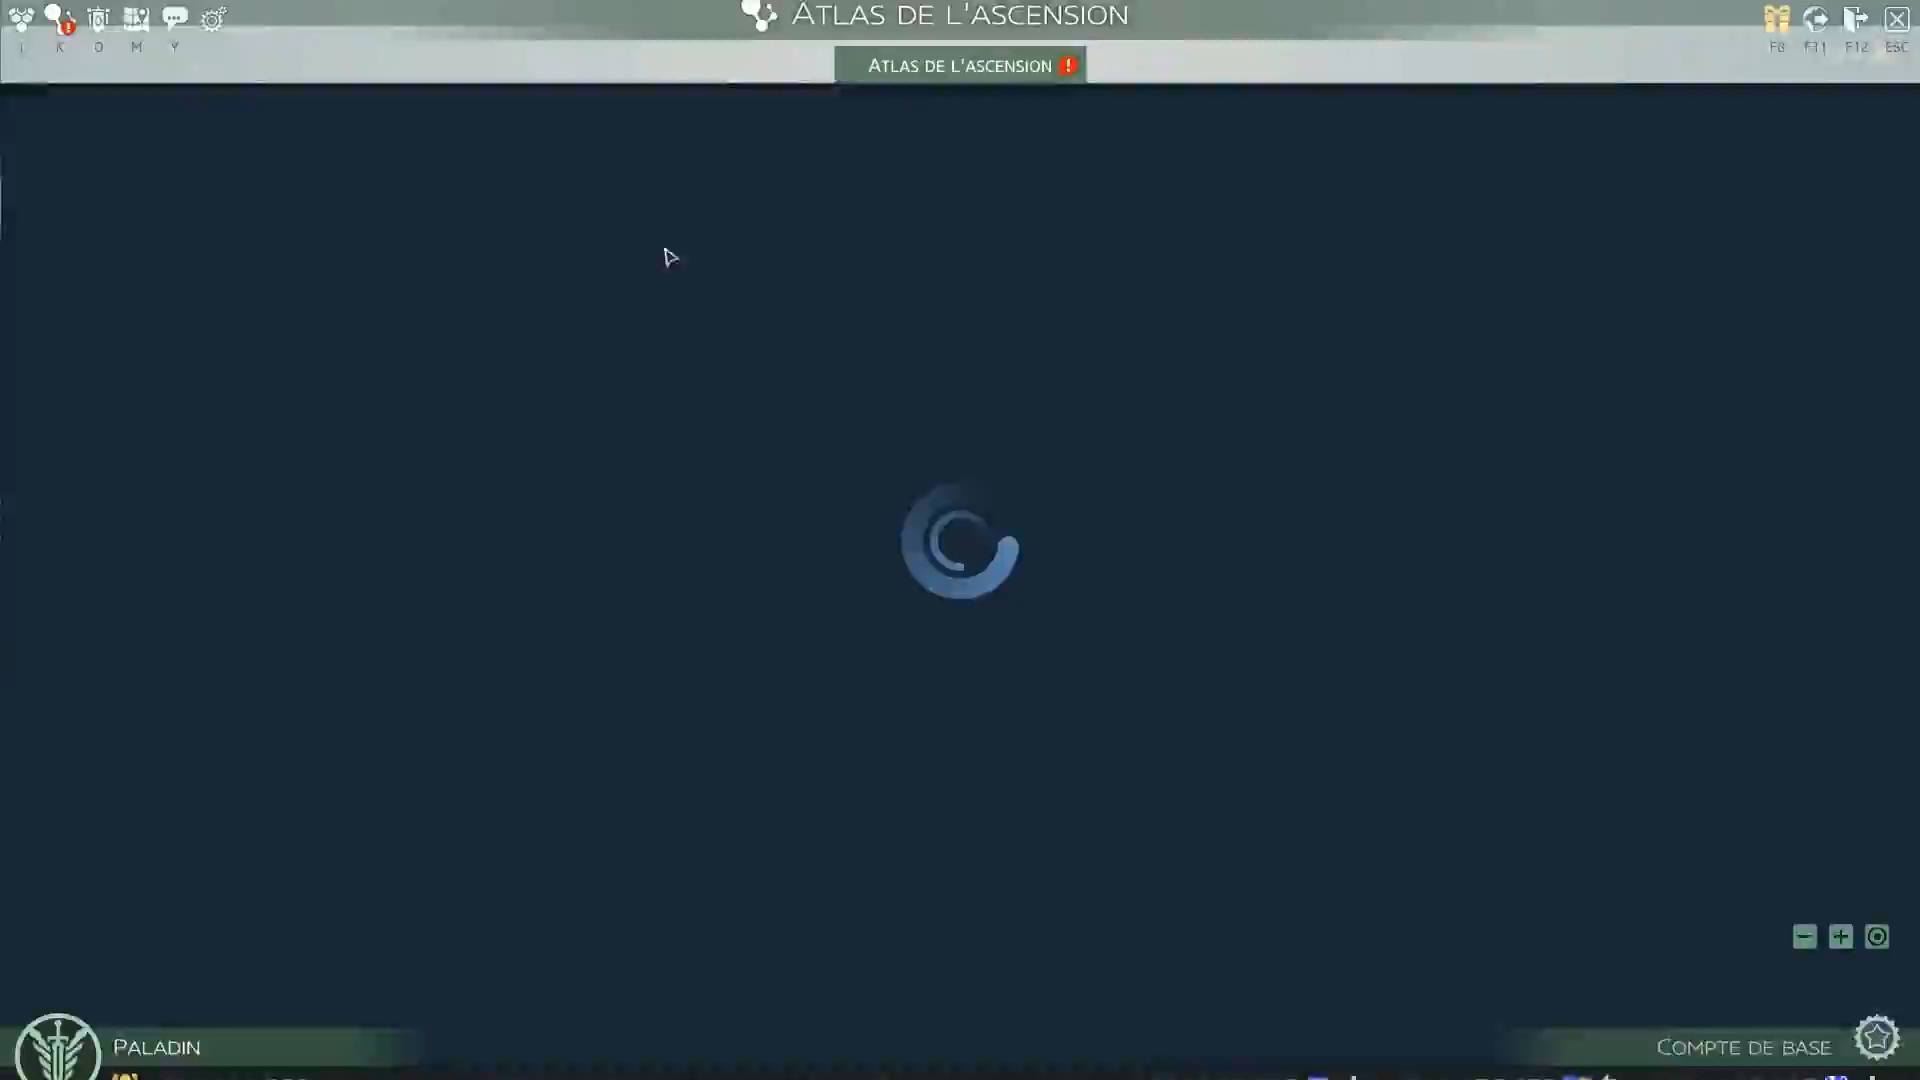 ATLAS DE L'ASCENSION
I K O M Y
F8 F11 F12 ESC
ATLAS DE L'ASCENSION !
PALADIN
COMPTE DE BASE